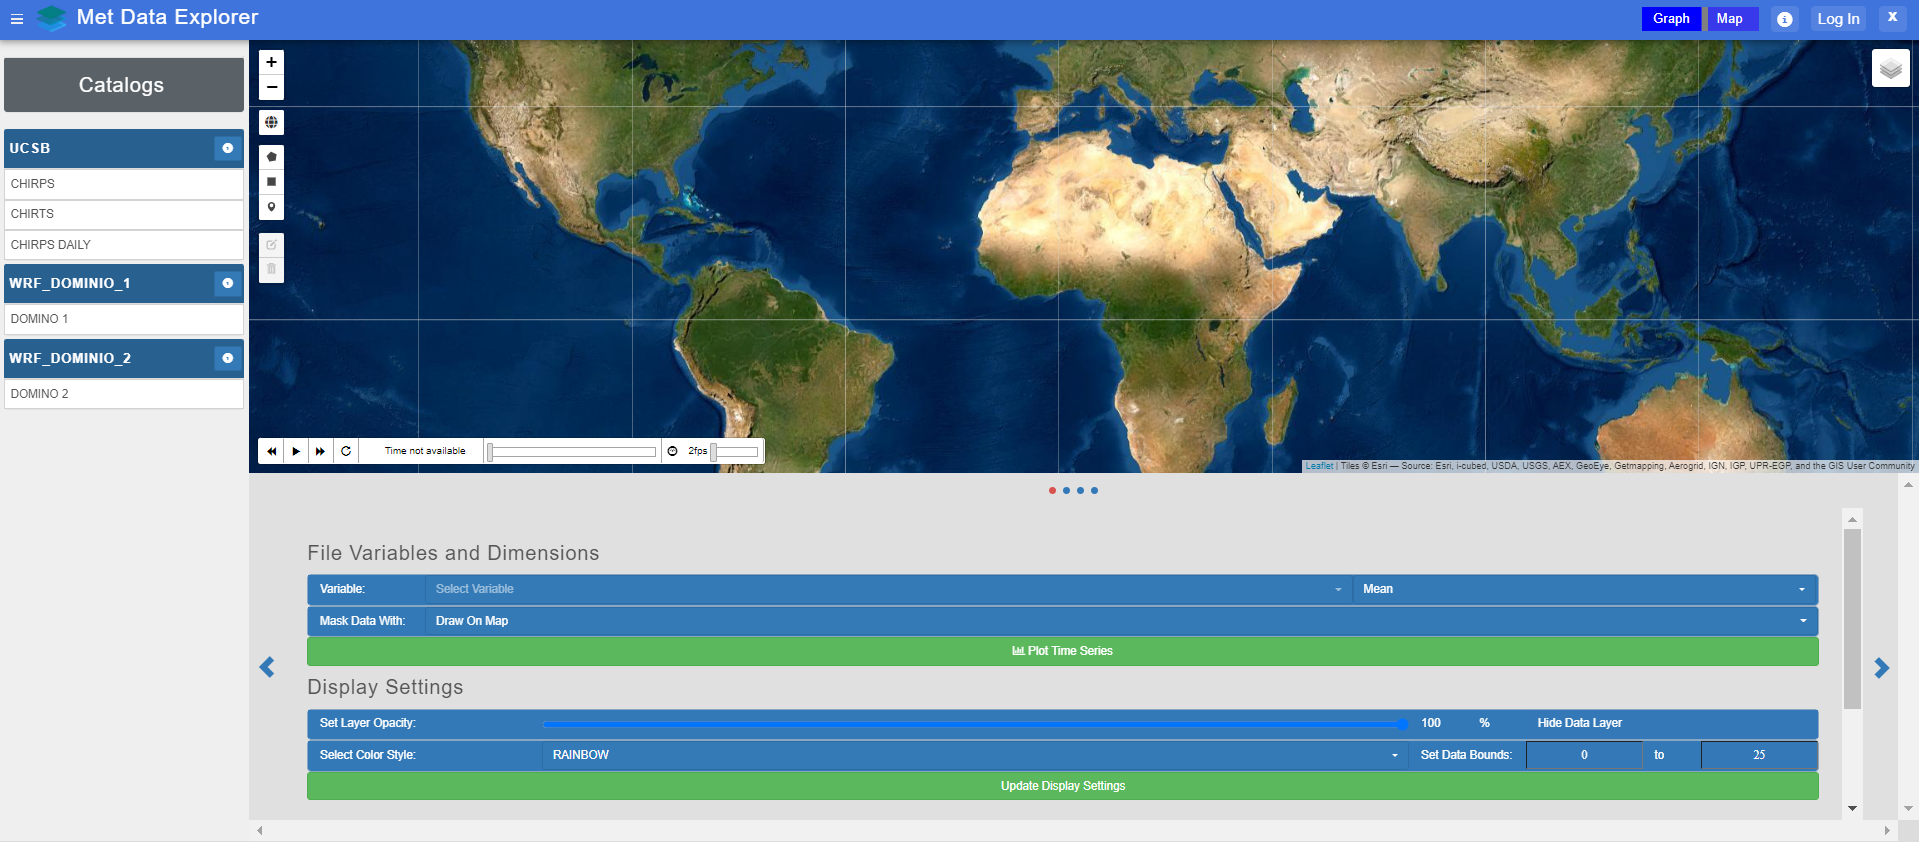 Met Data Explorer
Graph Map Log In x
Catalogs
UCSB
CHIRPS
CHIRTS
CHIRPS DAILY
WRF_DOMINIO_1
DOMINO 1
WRF_DOMINIO_2
DOMINO 2
+
−
Time not available 2fps
Leaflet | Tiles © Esri — Source: Esri, i-cubed, USDA, USGS, AEX, GeoEye, Getmapping, Aerogrid, IGN, IGP, UPR-EGP, and the GIS User Community
File Variables and Dimensions
Variable: Select Variable Mean
Mask Data With: Draw On Map
Plot Time Series
Display Settings
Set Layer Opacity: 100 % Hide Data Layer
Select Color Style: RAINBOW Set Data Bounds: 0 to 25
Update Display Settings